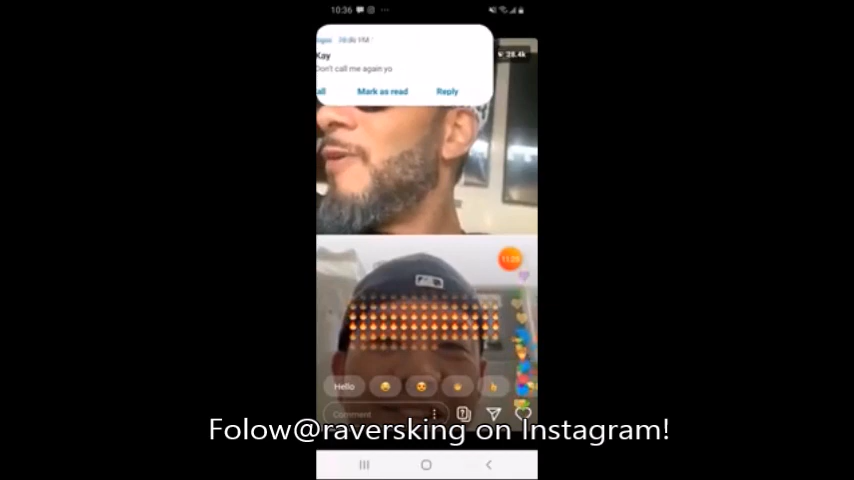 10:36
Kay
Don't call me again yo
all Mark as read Reply
28.4k
Hello
Comment
Folow@raversking on Instagram!